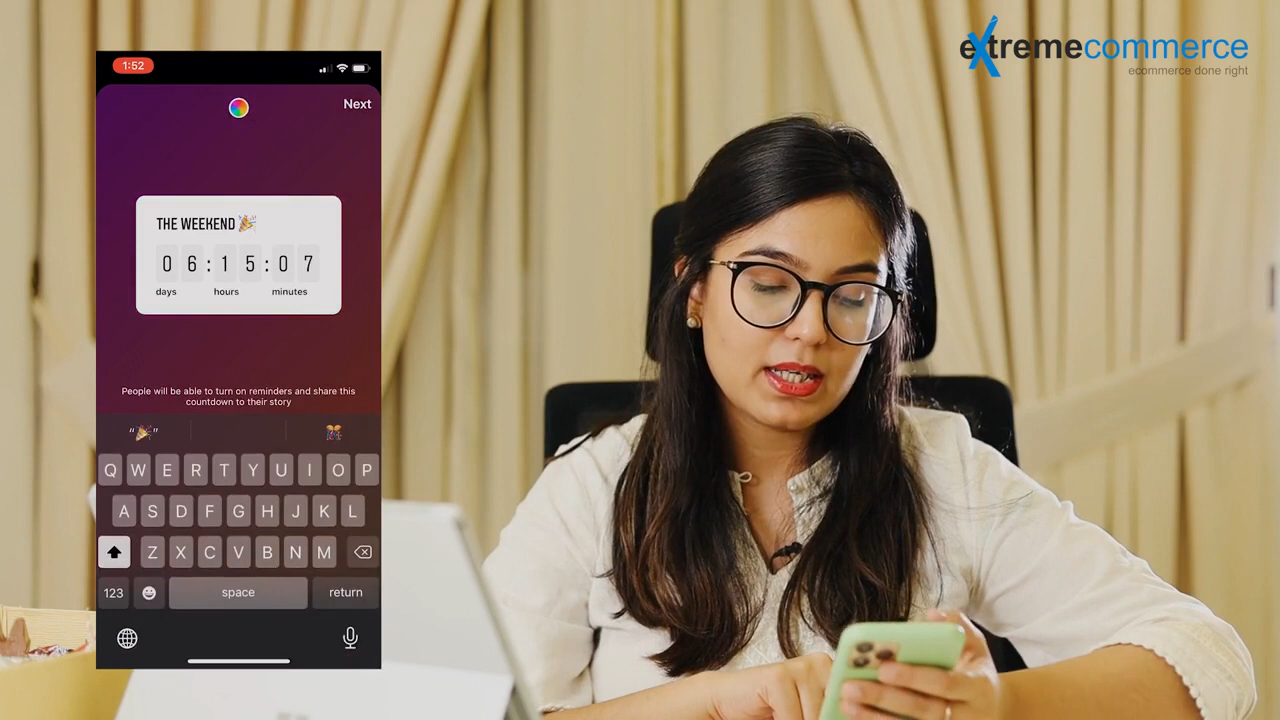 1:52
Next
THE WEEKEND 🎉
0 6 : 1 5 : 0 7
days hours minutes
People will be able to turn on reminders and share this
countdown to their story
"🎉"
Q W E R T Y U I O P
A S D F G H J K L
Z X C V B N M
123 space return
extremecommerce
ecommerce done right